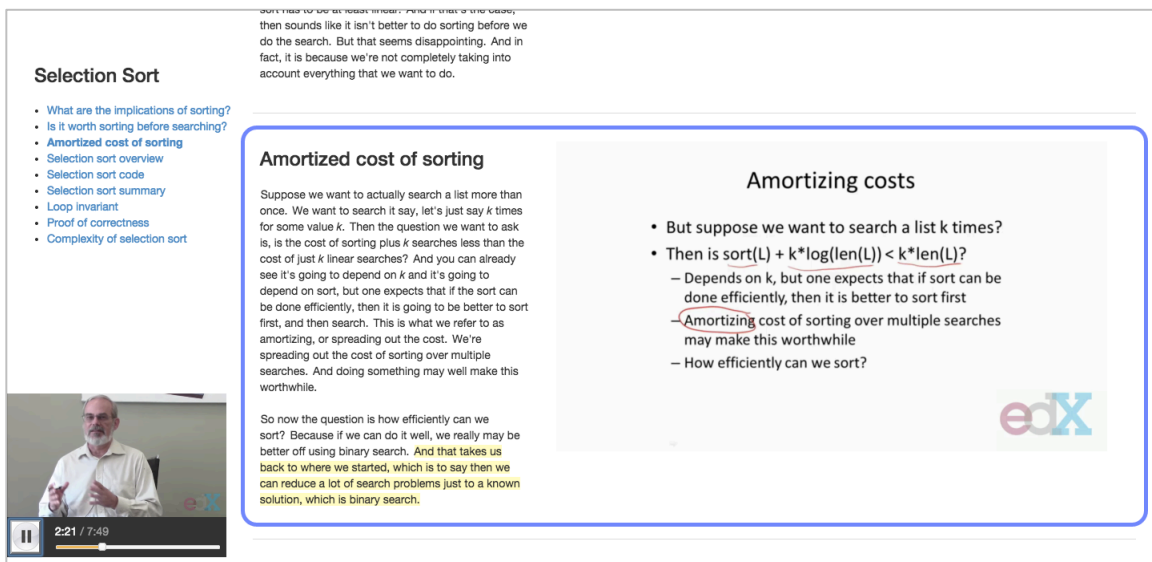 sort has to be at least linear. And if that's the case,
then sounds like it isn't better to do sorting before we
do the search. But that seems disappointing. And in
fact, it is because we're not completely taking into
account everything that we want to do.
Selection Sort
• What are the implications of sorting?
• Is it worth sorting before searching?
• Amortized cost of sorting
• Selection sort overview
• Selection sort code
• Selection sort summary
• Loop invariant
• Proof of correctness
• Complexity of selection sort
edX
2:21 / 7:49
Amortized cost of sorting
Suppose we want to actually search a list more than
once. We want to search it say, let's just say k times
for some value k. Then the question we want to ask
is, is the cost of sorting plus k searches less than the
cost of just k linear searches? And you can already
see it's going to depend on k and it's going to
depend on sort, but one expects that if the sort can
be done efficiently, then it is going to be better to sort
first, and then search. This is what we refer to as
amortizing, or spreading out the cost. We're
spreading out the cost of sorting over multiple
searches. And doing something may well make this
worthwhile.
So now the question is how efficiently can we
sort? Because if we can do it well, we really may be
better off using binary search. And that takes us
back to where we started, which is to say then we
can reduce a lot of search problems just to a known
solution, which is binary search.
Amortizing costs
• But suppose we want to search a list k times?
• Then is sort(L) + k*log(len(L)) < k*len(L)?
– Depends on k, but one expects that if sort can be
done efficiently, then it is better to sort first
– Amortizing cost of sorting over multiple searches
may make this worthwhile
– How efficiently can we sort?
edX